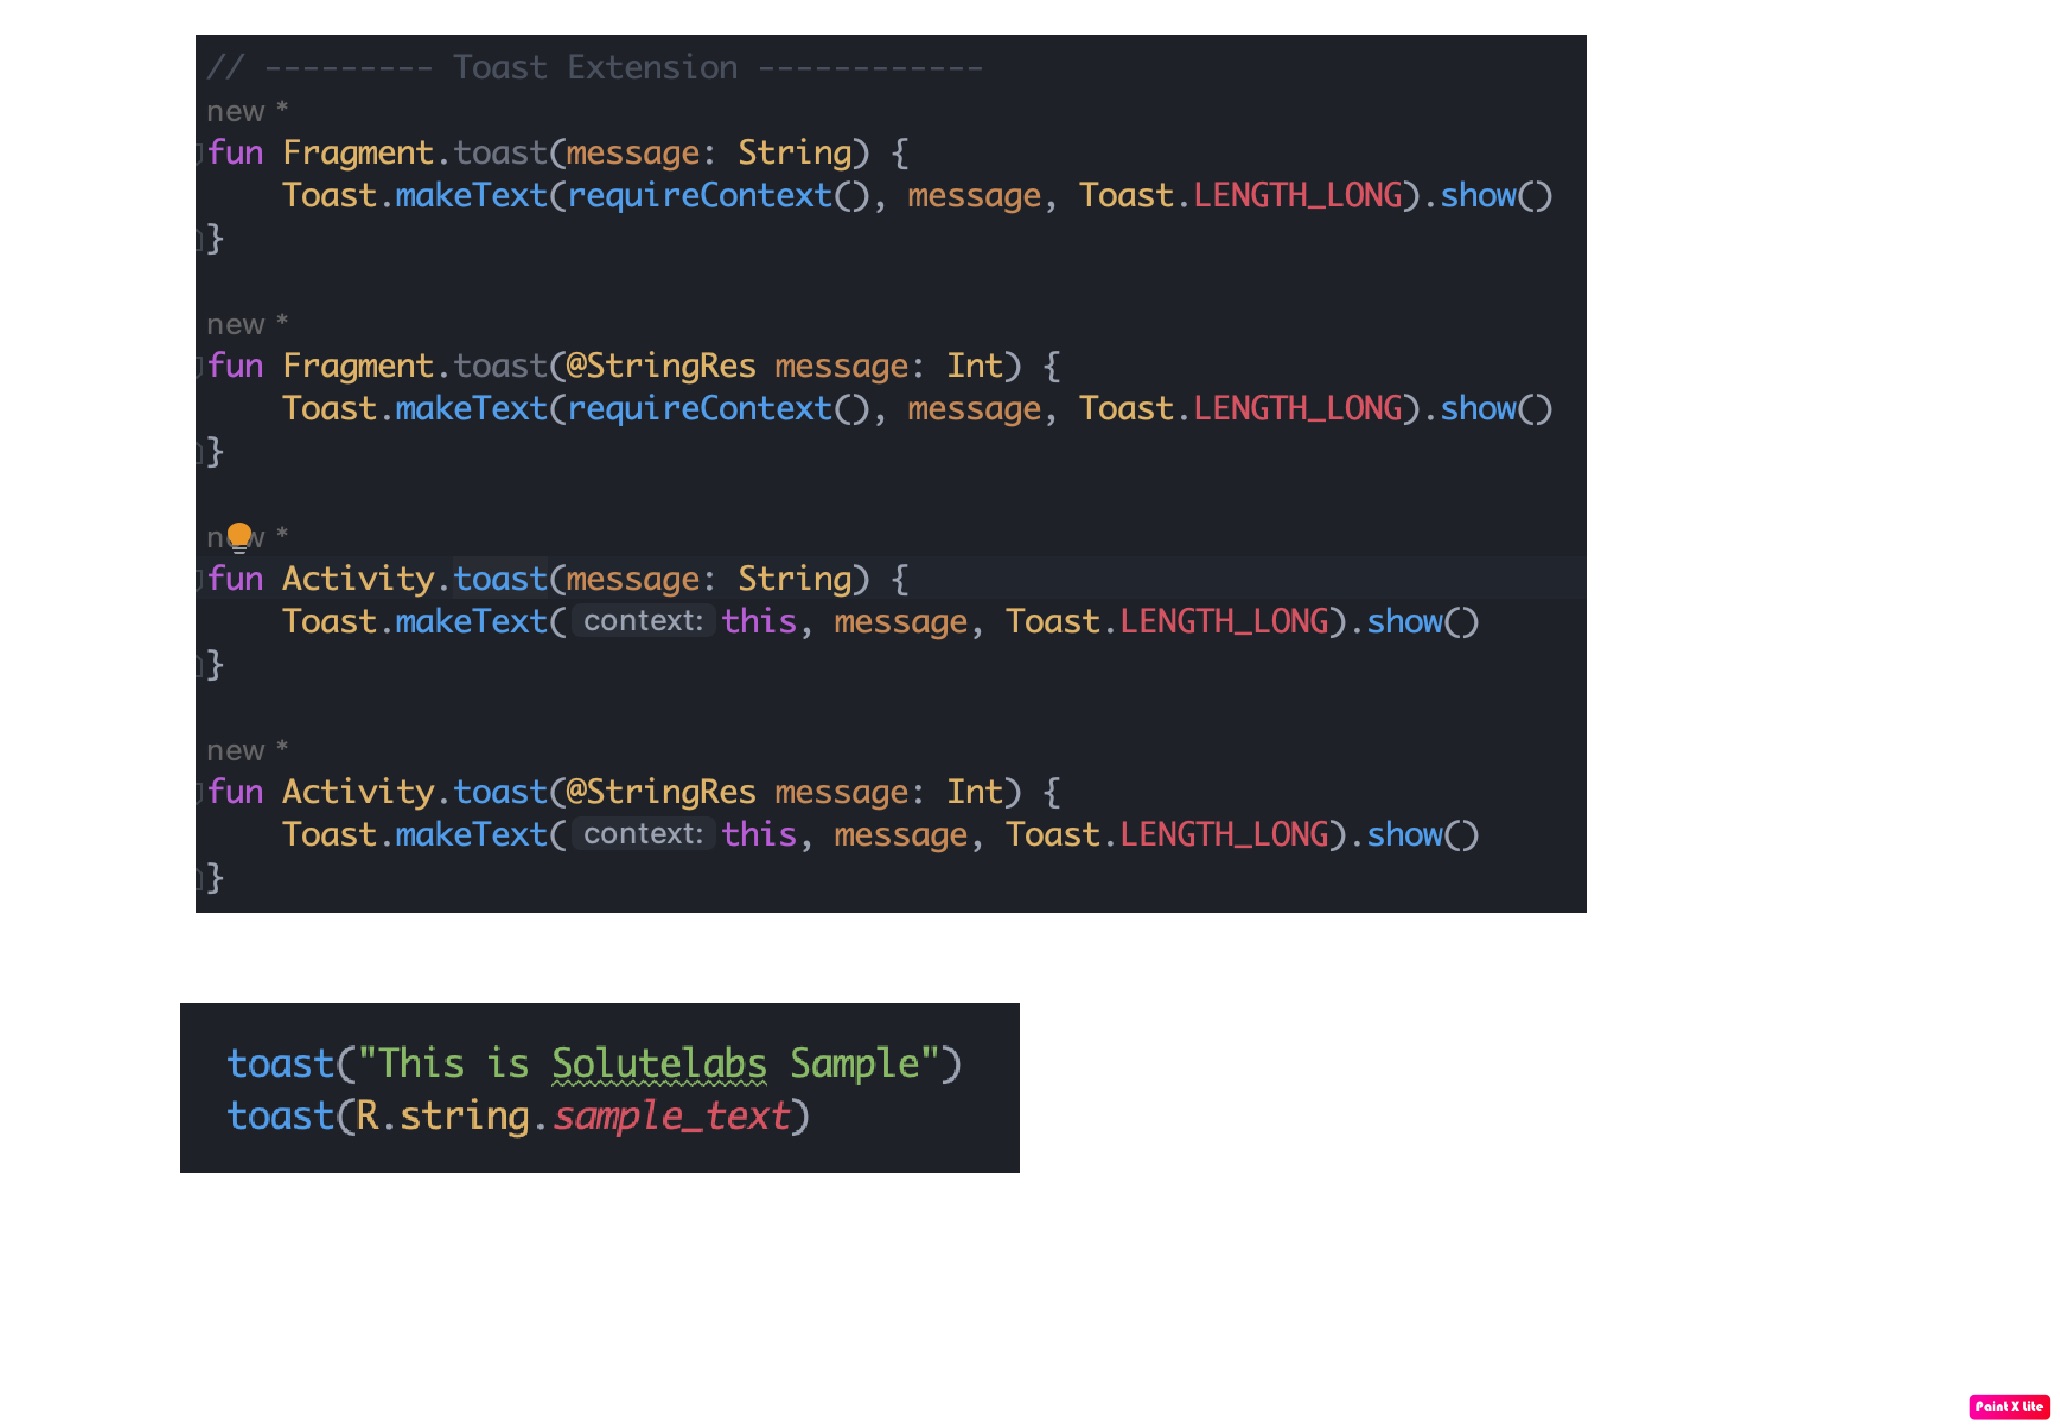 // --------- Toast Extension ------------
new *
fun Fragment.toast(message: String) {
Toast.makeText(requireContext(), message, Toast.LENGTH_LONG).show()
}
new *
fun Fragment.toast(@StringRes message: Int) {
Toast.makeText(requireContext(), message, Toast.LENGTH_LONG).show()
}
new *
fun Activity.toast(message: String) {
Toast.makeText( context: this, message, Toast.LENGTH_LONG).show()
}
new *
fun Activity.toast(@StringRes message: Int) {
Toast.makeText( context: this, message, Toast.LENGTH_LONG).show()
}
toast("This is Solutelabs Sample")
toast(R.string.sample_text)
Paint X Lite